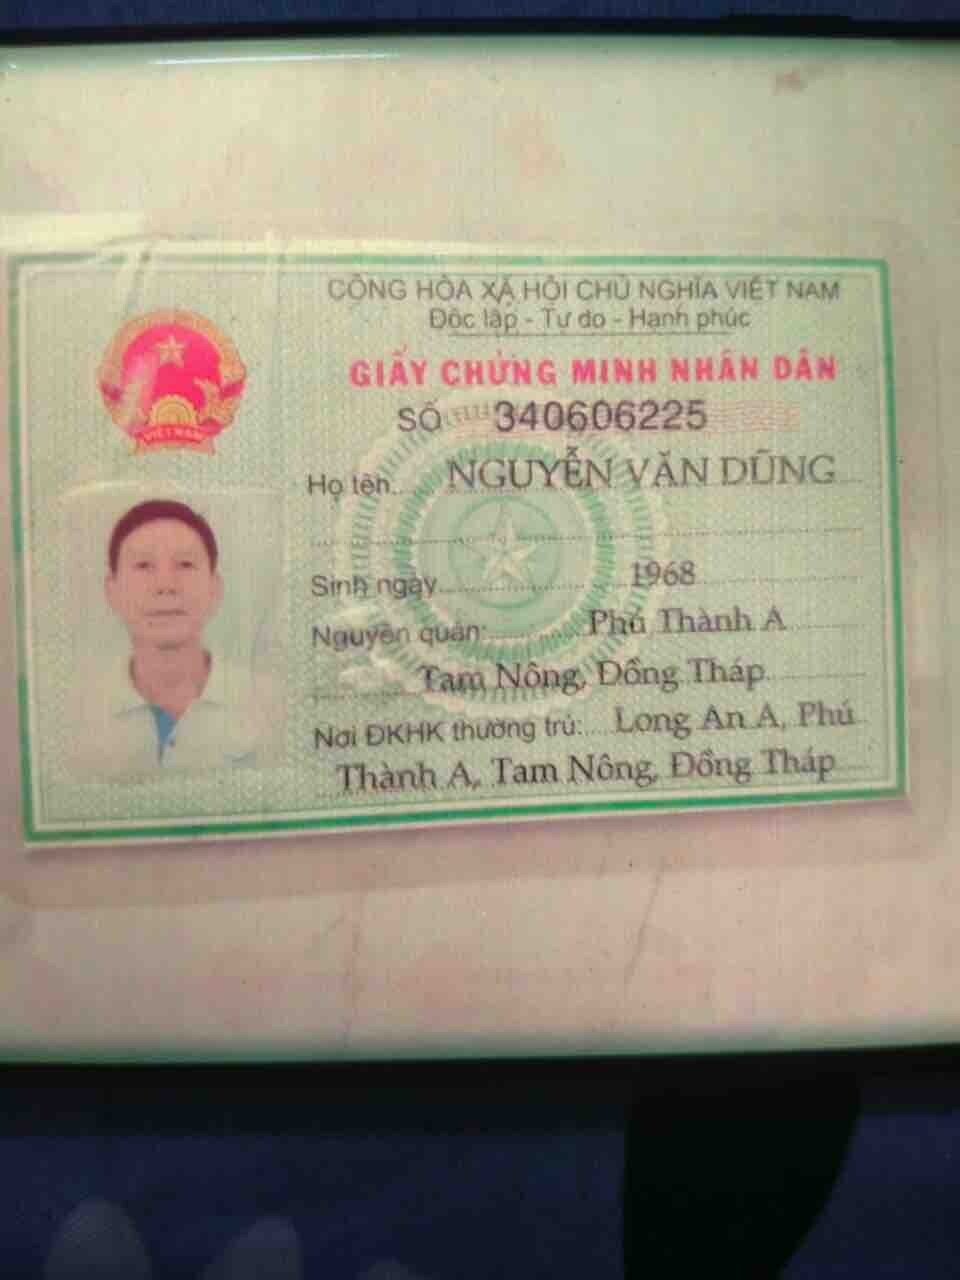 CỘNG HÒA XÃ HỘI CHỦ NGHĨA VIỆT NAM
Độc lập - Tự do - Hạnh phúc
GIẤY CHỨNG MINH NHÂN DÂN
SỐ 340606225
Họ tên NGUYỄN VĂN DŨNG
Sinh ngày 1968
Nguyên quán: Phú Thành A
Tam Nông, Đồng Tháp
Nơi ĐKHK thường trú: Long An A, Phú
Thành A, Tam Nông, Đồng Tháp
VIỆT NAM